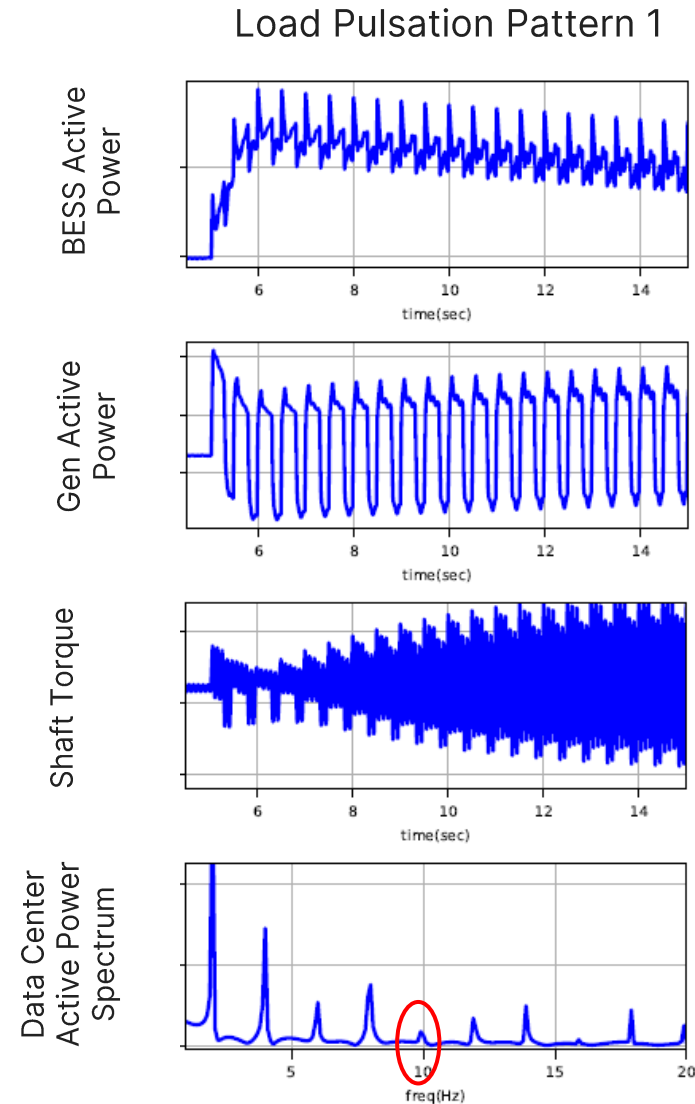 Load Pulsation Pattern 1
BESS Active
Power
6 8 10 12 14
time(sec)
Gen Active
Power
6 8 10 12 14
time(sec)
Shaft Torque
6 8 10 12 14
time(sec)
Data Center
Active Power
Spectrum
5 10 15 20
freq(Hz)